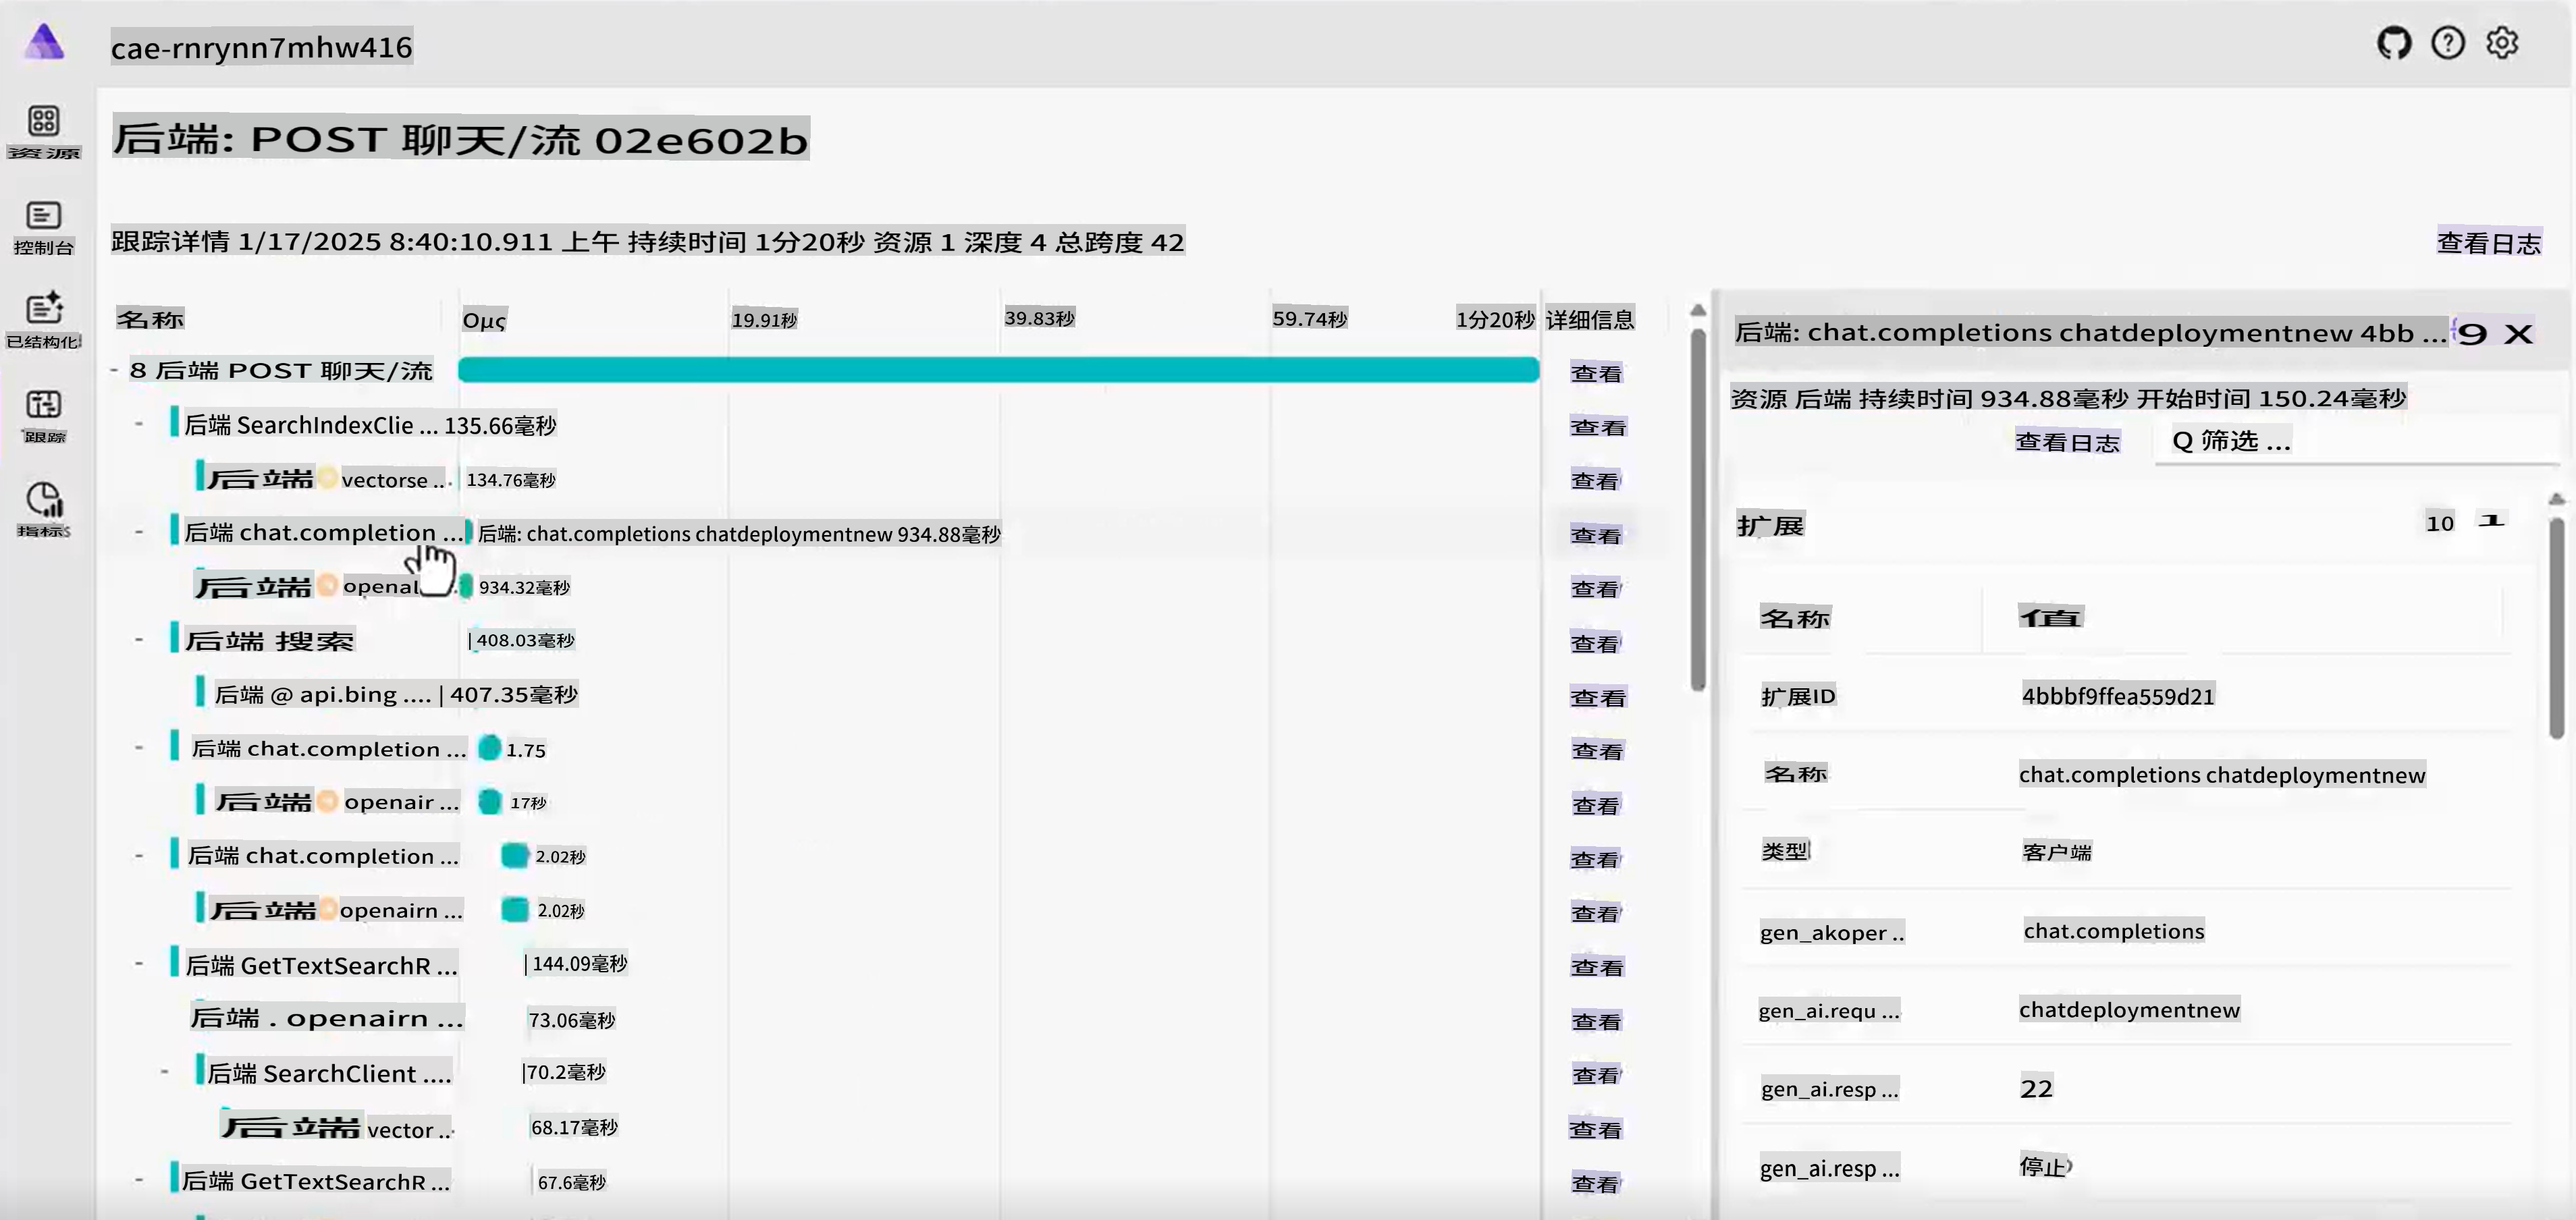 cae-rnrynn7mhw416
资源
控制台
已结构化
跟踪
指标
后端: POST 聊天/流 02e602b
跟踪详情 1/17/2025 8:40:10.911 上午 持续时间 1分20秒 资源 1 深度 4 总跨度 42
查看日志
名称 0μς 19.91秒 39.83秒 59.74秒 1分20秒 详细信息
- 8 后端 POST 聊天/流 查看
- 后端 SearchIndexClie ... 135.66毫秒 查看
后端 vectorse ... 134.76毫秒 查看
- 后端 chat.completion ... 后端: chat.completions chatdeploymentnew 934.88毫秒 查看
后端 openai 934.32毫秒 查看
- 后端 搜索 | 408.03毫秒 查看
后端 @ api.bing .... | 407.35毫秒 查看
- 后端 chat.completion ... 1.75 查看
后端 openair ... 17秒 查看
- 后端 chat.completion ... 2.02秒 查看
后端 openairn ... 2.02秒 查看
- 后端 GetTextSearchR ... | 144.09毫秒 查看
后端 . openairn ... 73.06毫秒 查看
- 后端 SearchClient .... |70.2毫秒 查看
后端 vector ... 68.17毫秒 查看
- 后端 GetTextSearchR ... 67.6毫秒 查看
后端: chat.completions chatdeploymentnew 4bb ... 9 X
资源 后端 持续时间 934.88毫秒 开始时间 150.24毫秒
查看日志 Q 筛选 ...
扩展 10
名称 值
扩展ID 4bbbf9ffea559d21
名称 chat.completions chatdeploymentnew
类型 客户端
gen_akoper .. chat.completions
gen_ai.requ ... chatdeploymentnew
gen_ai.resp ... 22
gen_ai.resp ... 停止